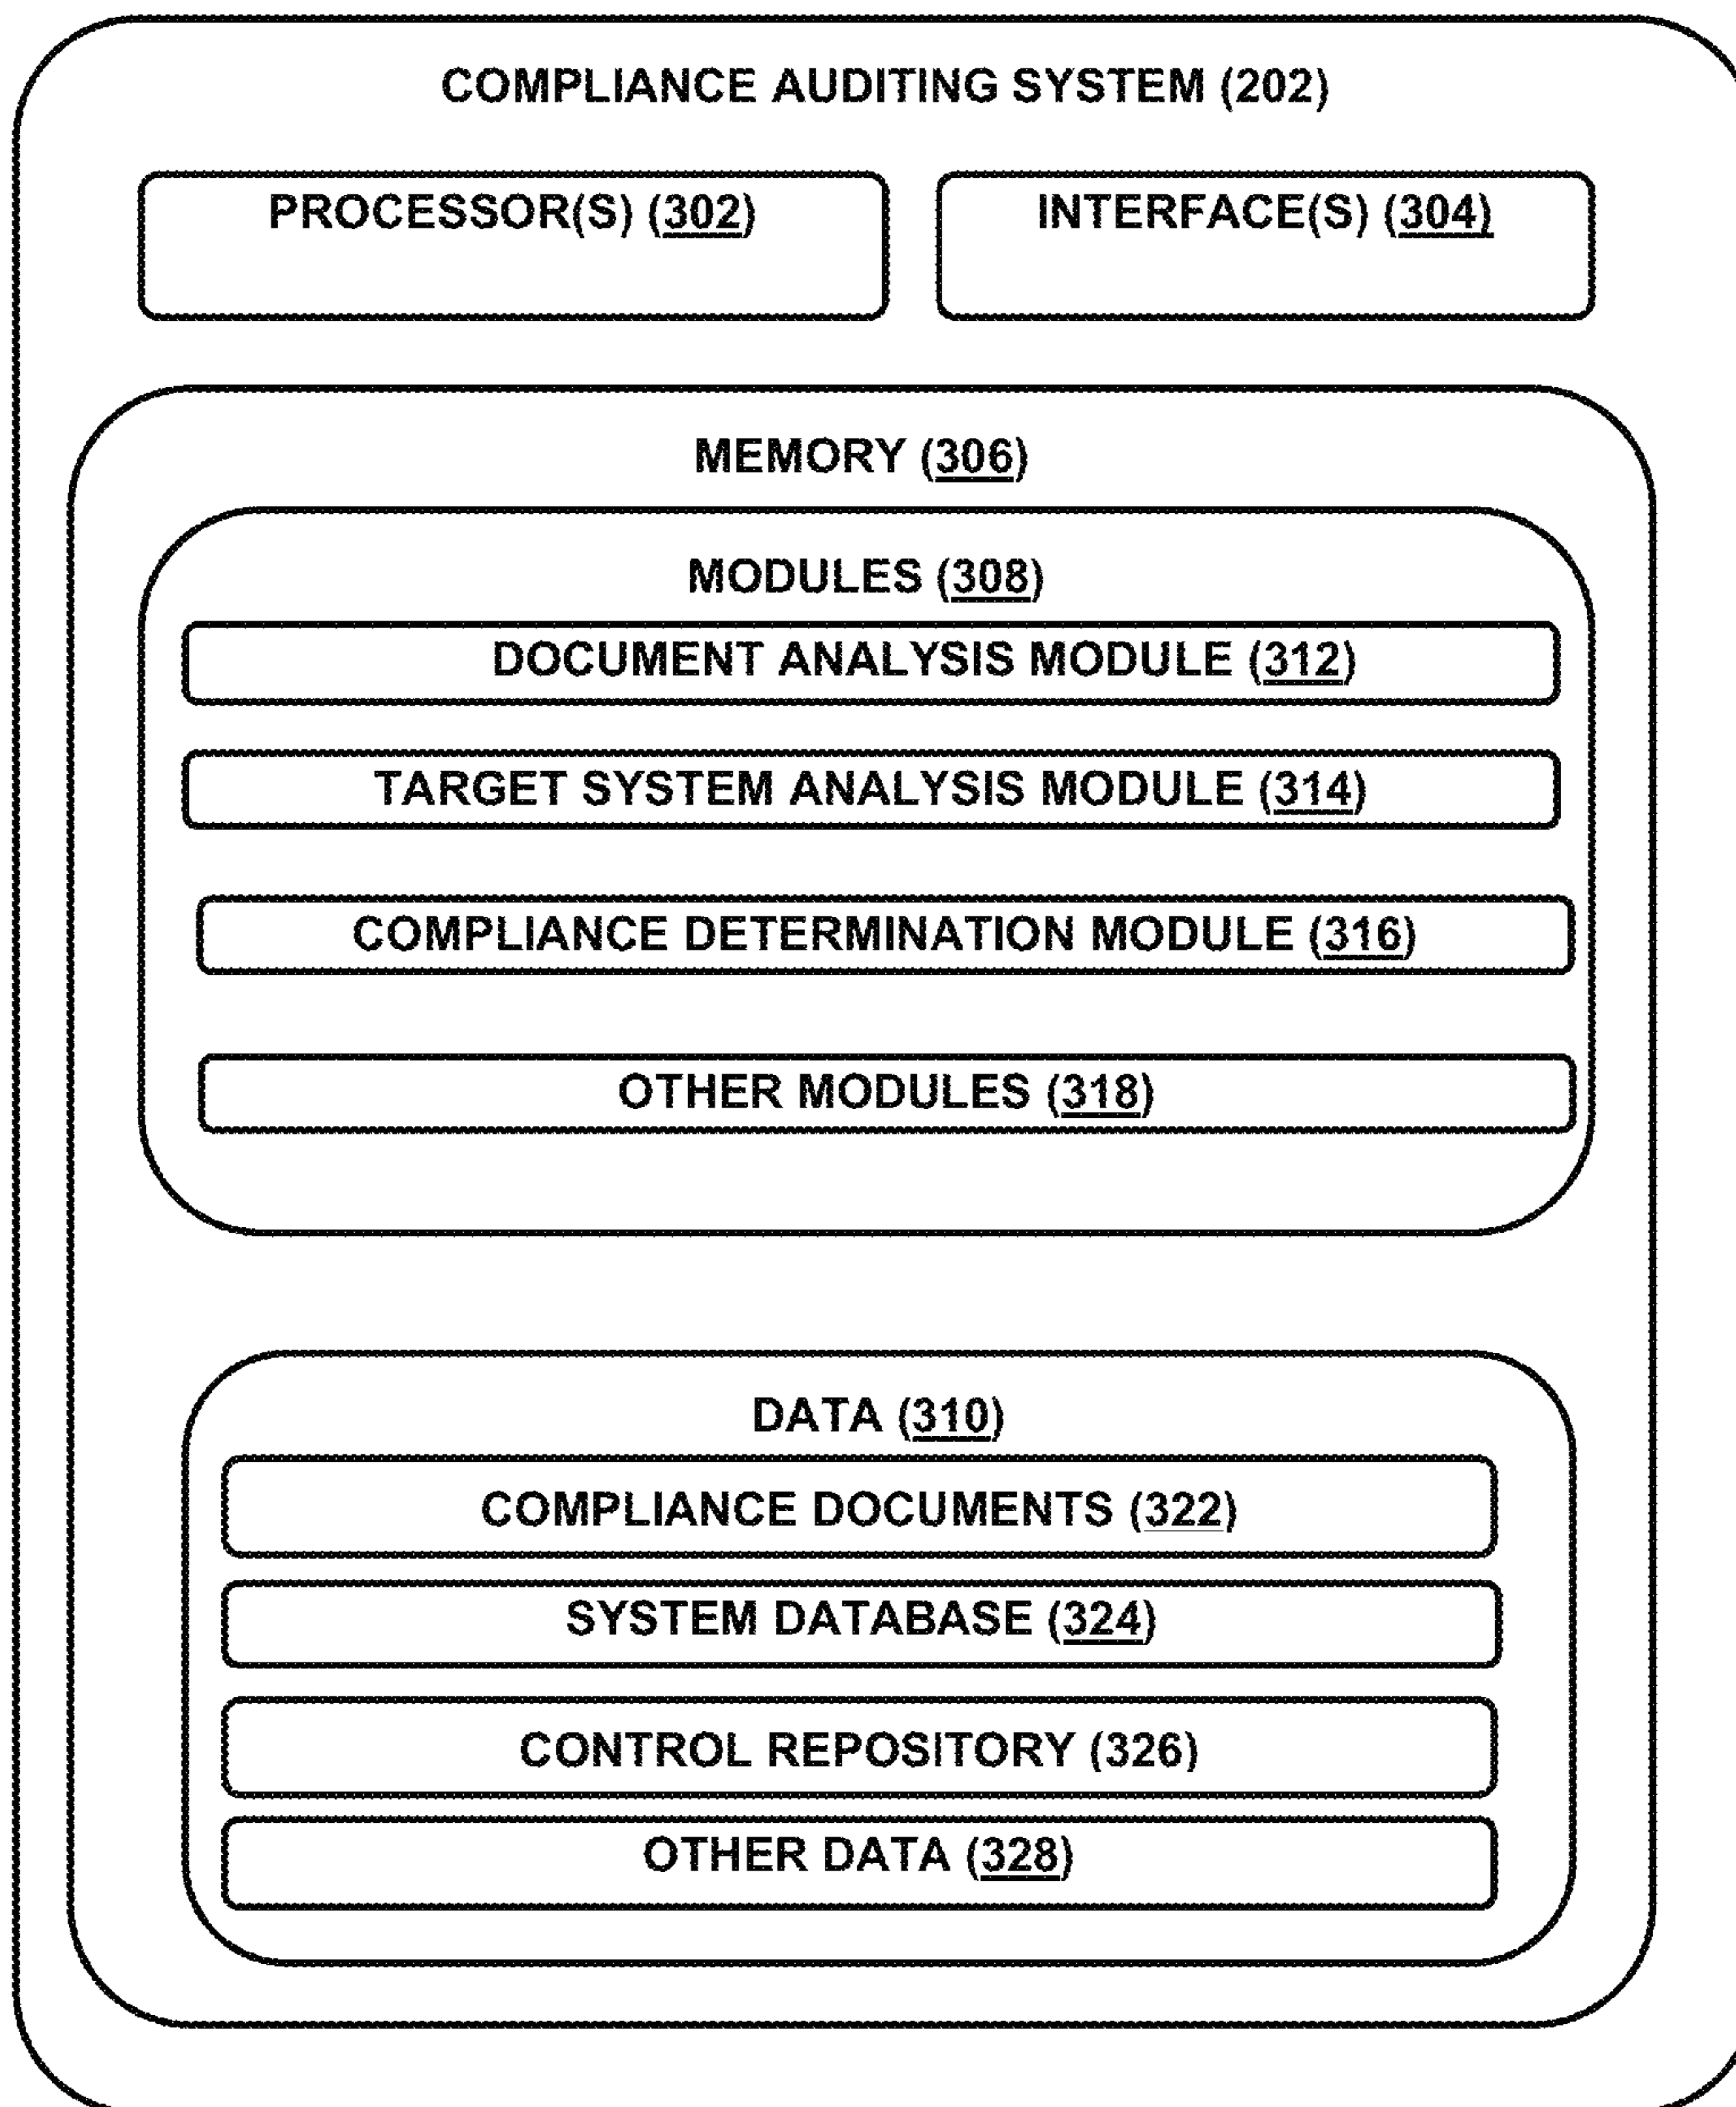 COMPLIANCE AUDITING SYSTEM (202)
PROCESSOR(S) (302)
INTERFACE(S) (304)
MEMORY (306)
MODULES (308)
DOCUMENT ANALYSIS MODULE (312)
TARGET SYSTEM ANALYSIS MODULE (314)
COMPLIANCE DETERMINATION MODULE (316)
OTHER MODULES (318)
DATA (310)
COMPLIANCE DOCUMENTS (322)
SYSTEM DATABASE (324)
CONTROL REPOSITORY (326)
OTHER DATA (328)